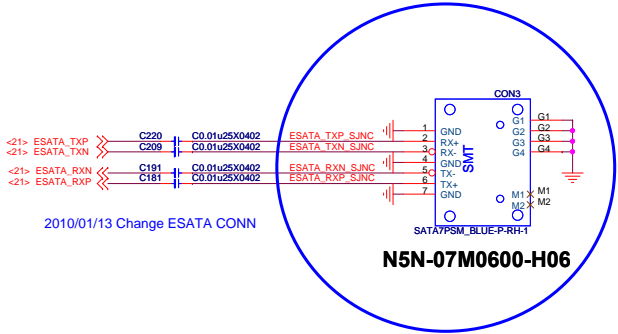 CON3
<21> ESATA_TXP
C220
C0.01u25X0402
ESATA_TXP_SJNC
<21> ESATA_TXN
C209
C0.01u25X0402
ESATA_TXN_SJNC
<21> ESATA_RXN
C191
C0.01u25X0402
ESATA_RXN_SJNC
<21> ESATA_RXP
C181
C0.01u25X0402
ESATA_RXP_SJNC
1 GND
2 RX+
3 RX-
4 GND
5 TX-
6 TX+
7 GND
SMT
G1 G1
G2 G2
G3 G3
G4 G4
M1 M1
M2 M2
SATA7PSM_BLUE-P-RH-1
2010/01/13 Change ESATA CONN
N5N-07M0600-H06